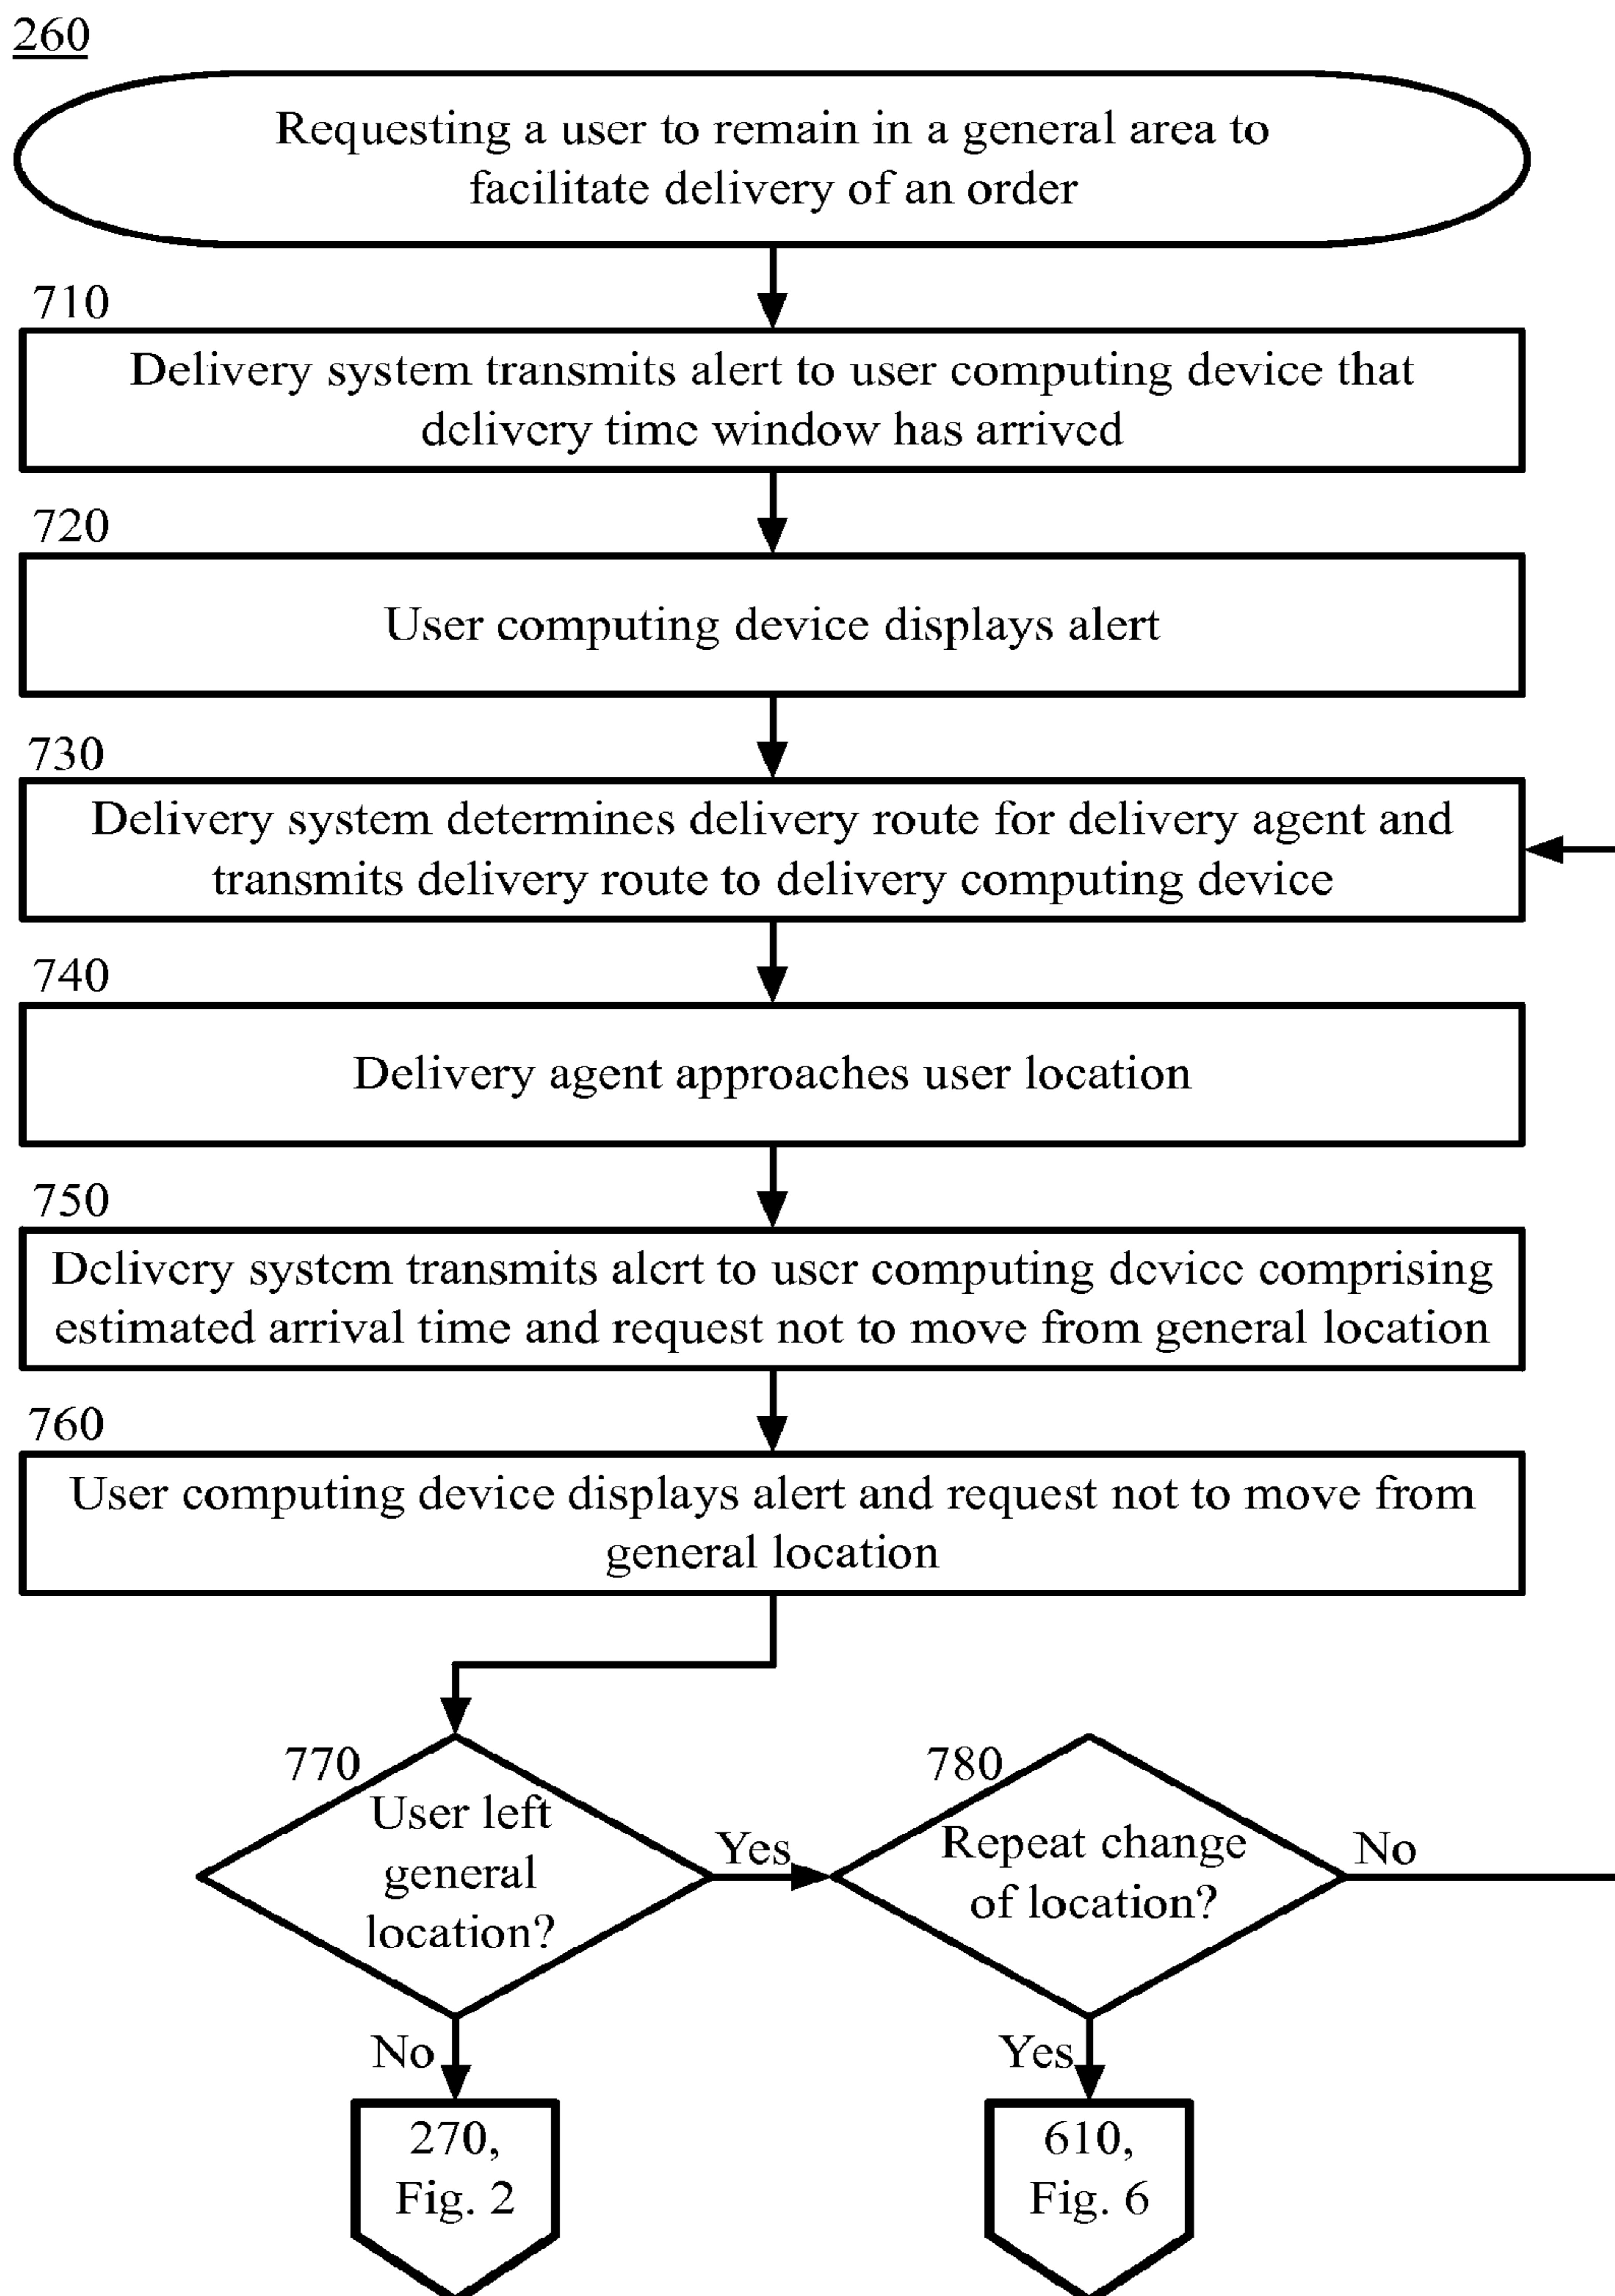 260
Requesting a user to remain in a general area to
facilitate delivery of an order
710
Delivery system transmits alert to user computing device that
delivery time window has arrived
720
User computing device displays alert
730
Delivery system determines delivery route for delivery agent and
transmits delivery route to delivery computing device
740
Delivery agent approaches user location
750
Delivery system transmits alert to user computing device comprising
estimated arrival time and request not to move from general location
760
User computing device displays alert and request not to move from
general location
770
User left
general
location?
Yes
780
Repeat change
of location?
No
No
Yes
270,
Fig. 2
610,
Fig. 6